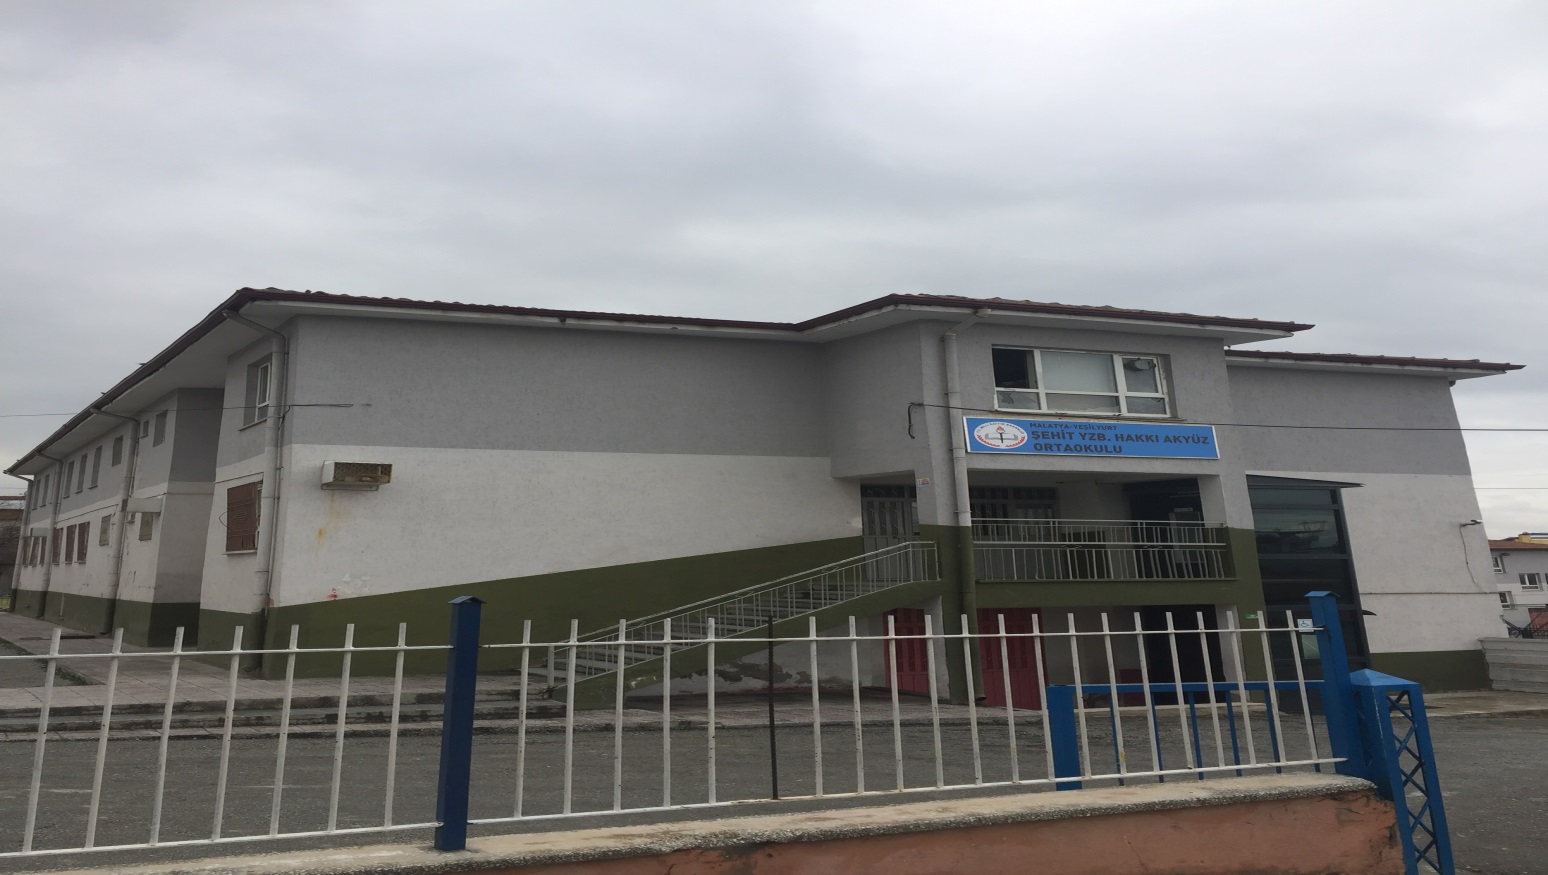 MALATYA-YEŞİLYURT
ŞEHİT YZB. HAKKI AKYÜZ
ORTAOKULU